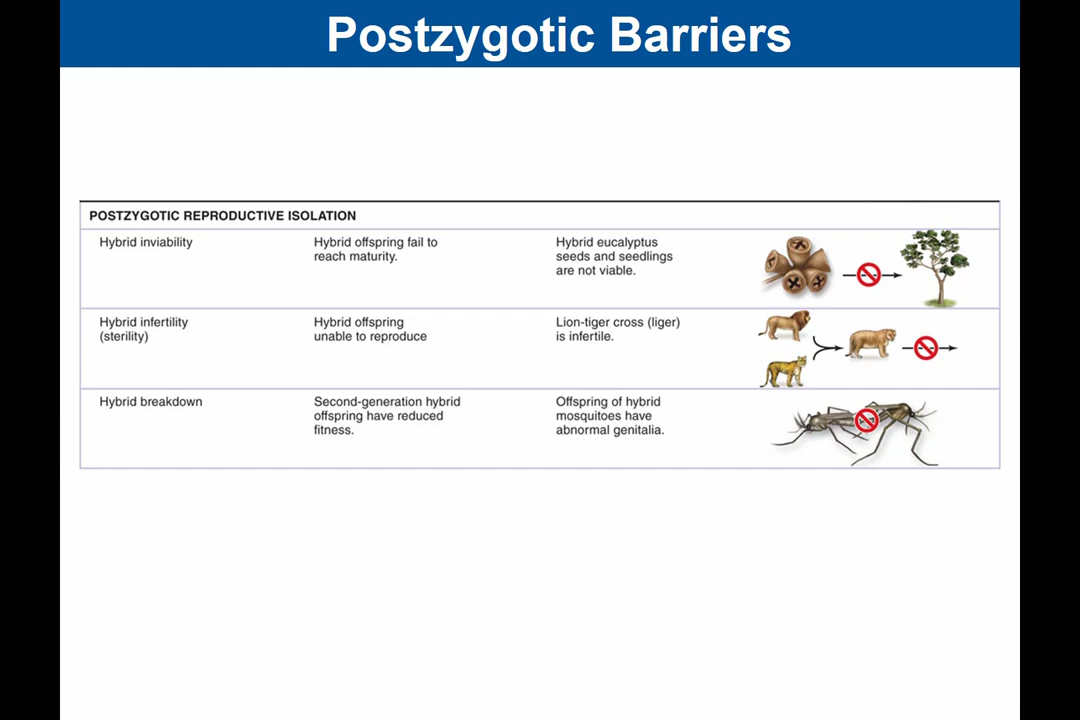 Postzygotic Barriers
POSTZYGOTIC REPRODUCTIVE ISOLATION
Hybrid inviability
Hybrid offspring fail to
reach maturity.
Hybrid eucalyptus
seeds and seedlings
are not viable.
Hybrid infertility
(sterility)
Hybrid offspring
unable to reproduce
Lion-tiger cross (liger)
is infertile.
Hybrid breakdown
Second-generation hybrid
offspring have reduced
fitness.
Offspring of hybrid
mosquitoes have
abnormal genitalia.